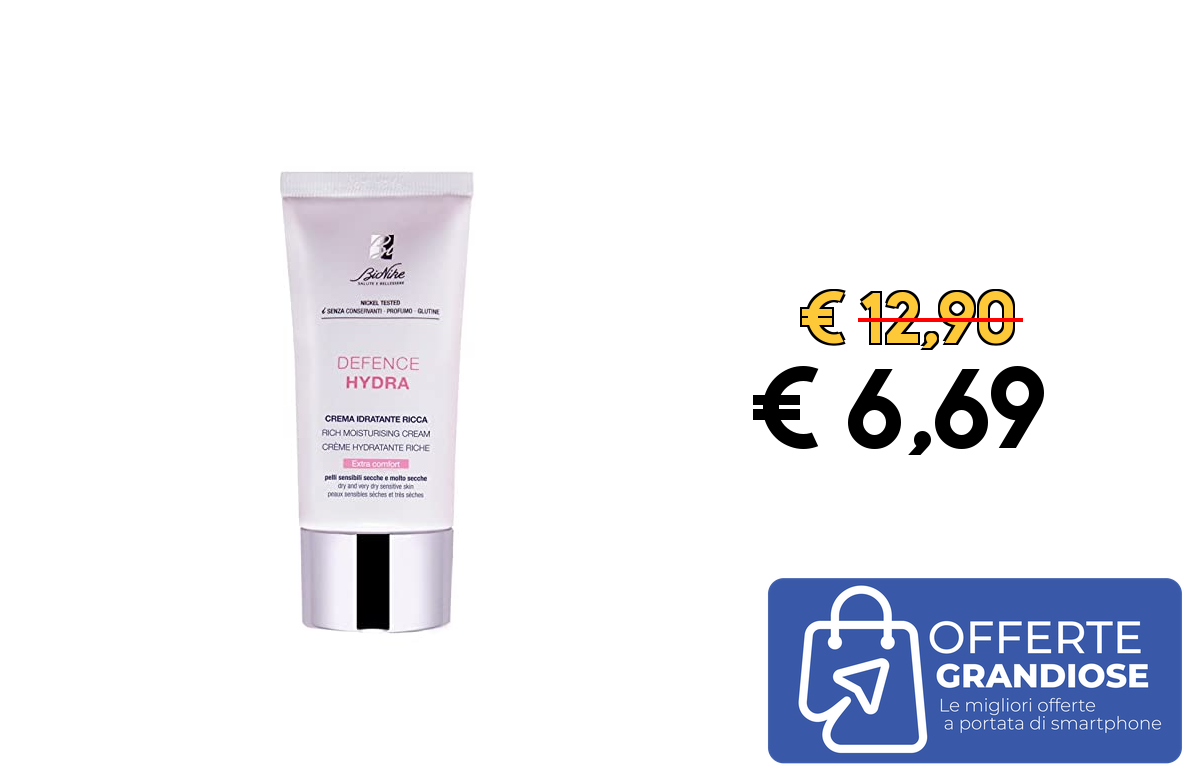 BioNike
SALUTE E BELLESSERE
NICKEL TESTED
SENZA CONSERVANTI · PROFUMO · GLUTINE
DEFENCE
HYDRA
CREMA IDRATANTE RICCA
RICH MOISTURISING CREAM
CRÈME HYDRATANTE RICHE
Extra comfort
pelli sensibili secche e molto secche
dry and very dry sensitive skin
peaux sensibles sèches et très sèches
€ 12,90
€ 6,69
OFFERTE
GRANDIOSE
Le migliori offerte
a portata di smartphone